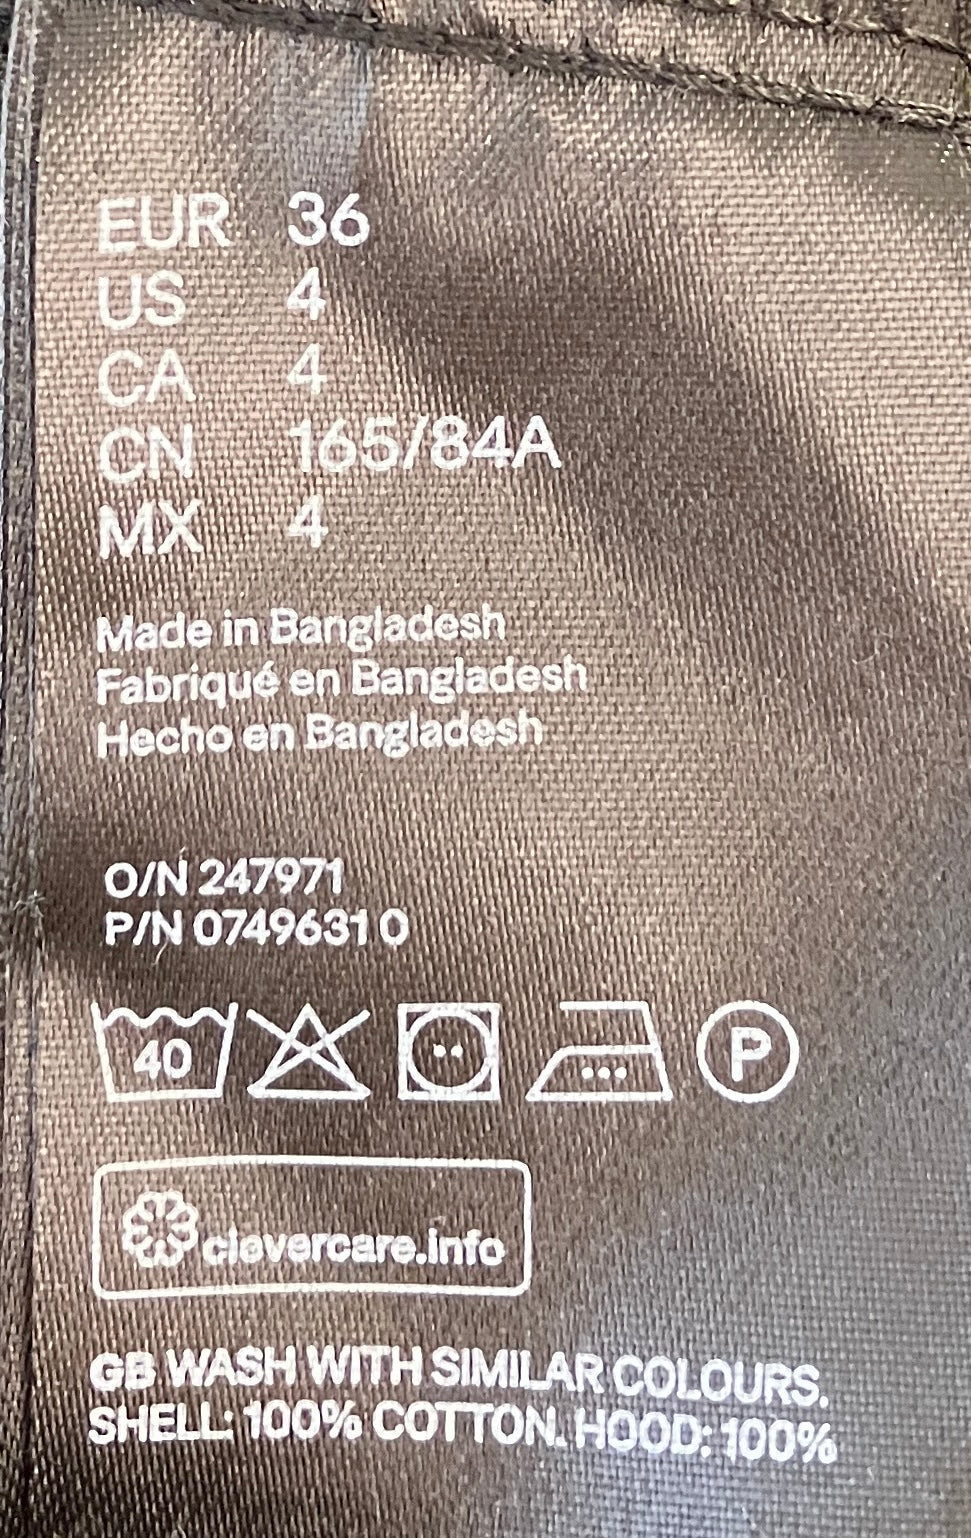 EUR 36
US 4
CA 4
CN 165/84A
MX 4
Made in Bangladesh
Fabriqué en Bangladesh
Hecho en Bangladesh
O/N 247971
P/N 0749631 0
40 P
clevercare.info
GB WASH WITH SIMILAR COLOURS.
SHELL: 100% COTTON. HOOD: 100%